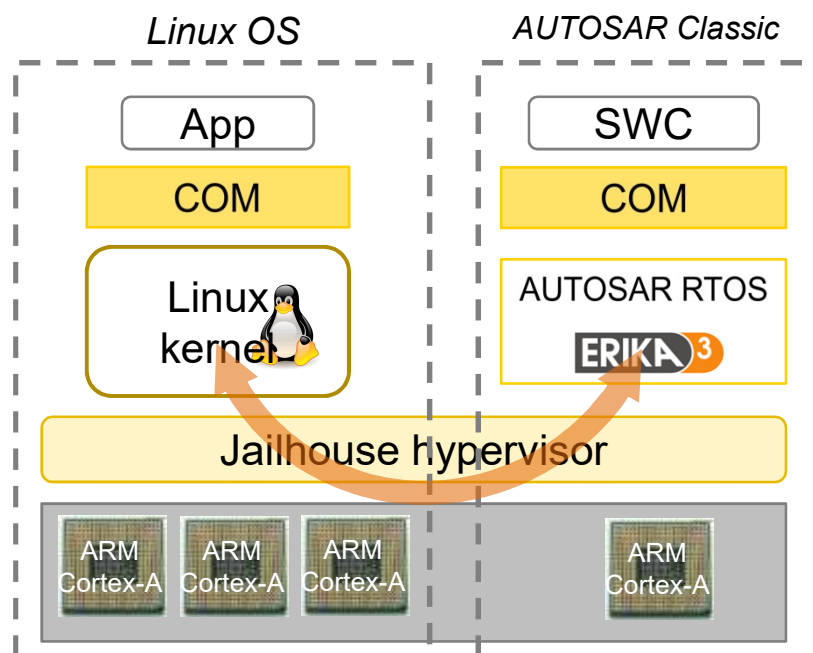 Linux OS
AUTOSAR Classic
App
SWC
COM
COM
Linux
kernel
AUTOSAR RTOS
ERIKA 3
Jailhouse hypervisor
ARM
Cortex-A
ARM
Cortex-A
ARM
Cortex-A
ARM
Cortex-A